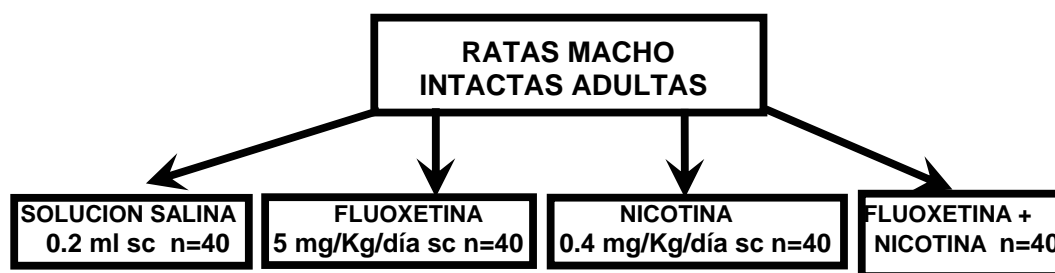 RATAS MACHO
INTACTAS ADULTAS
SOLUCION SALINA
0.2 ml sc n=40
FLUOXETINA
5 mg/Kg/día sc n=40
NICOTINA
0.4 mg/Kg/día sc n=40
FLUOXETINA +
NICOTINA n=40